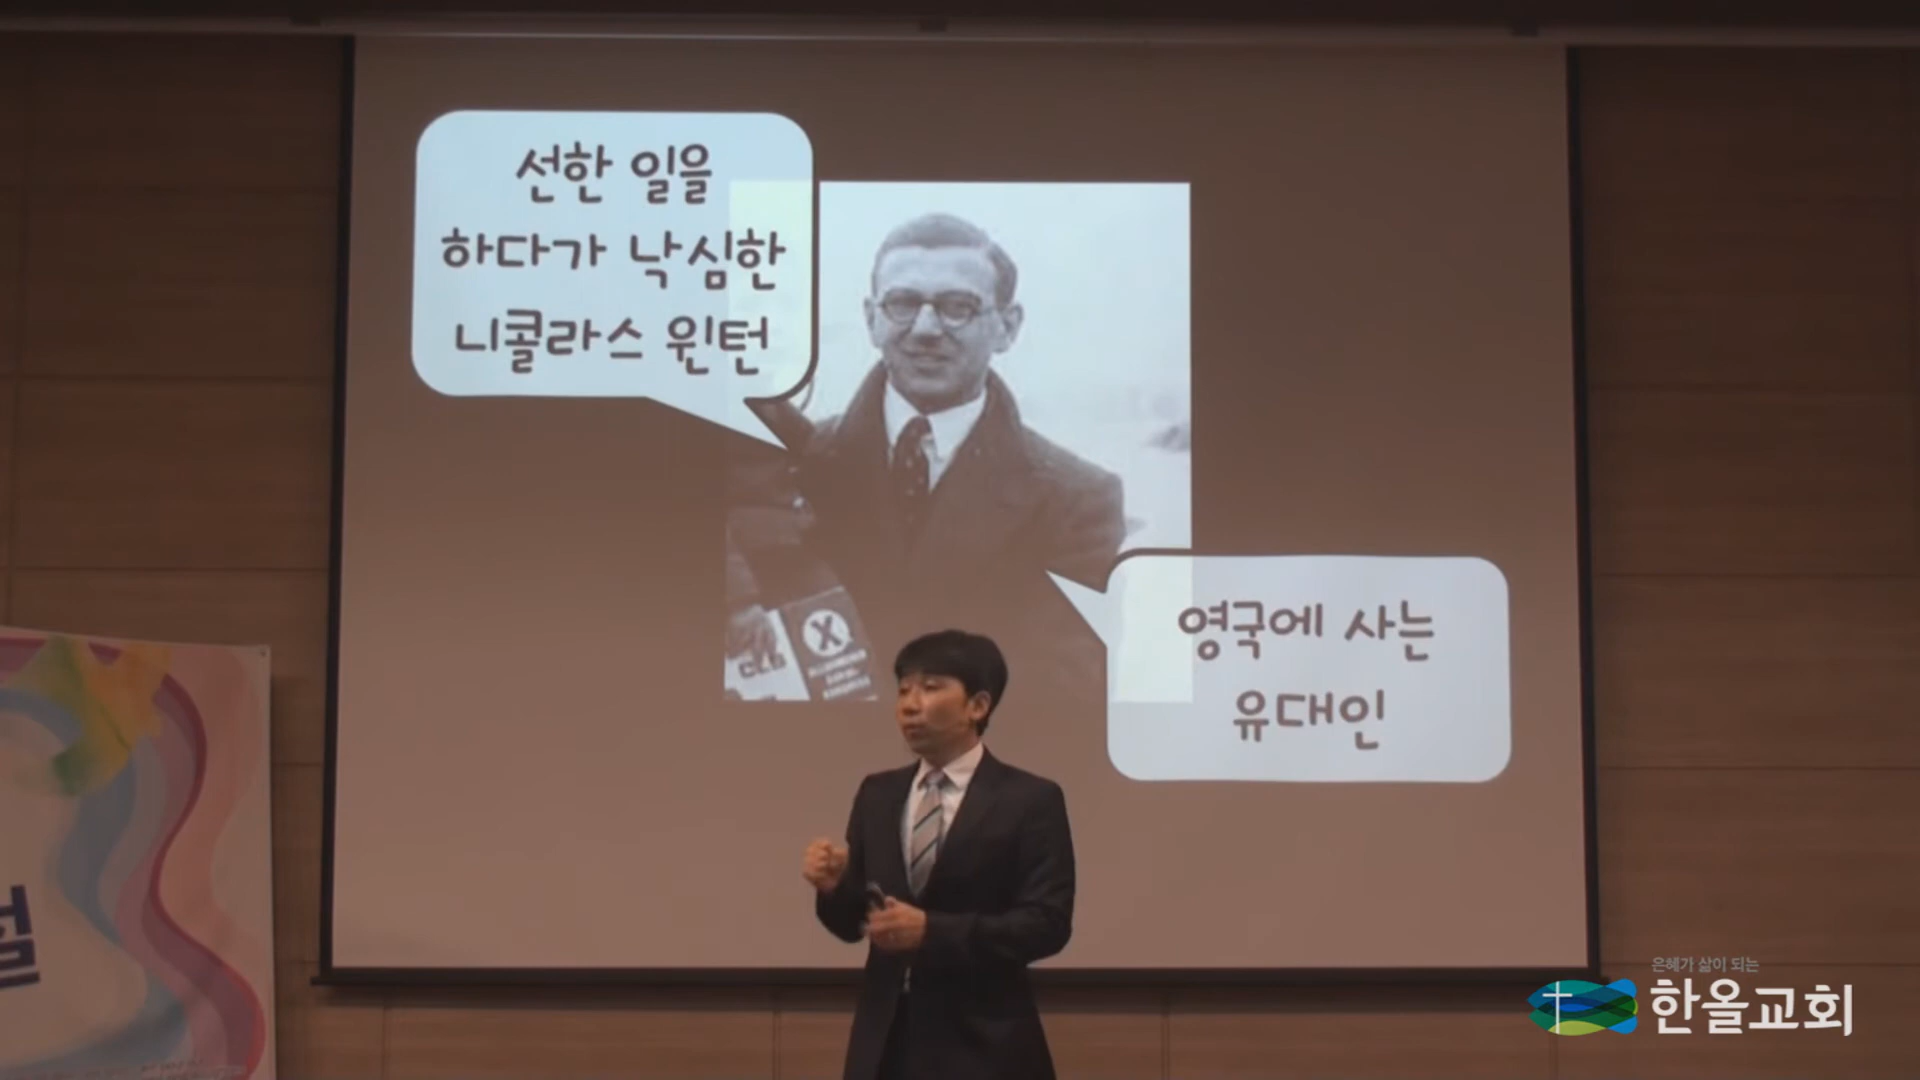 선한 일을
하다가 낙심한
니콜라스 윈턴
영국에 사는
유대인
은혜가 삶이 되는
한올교회